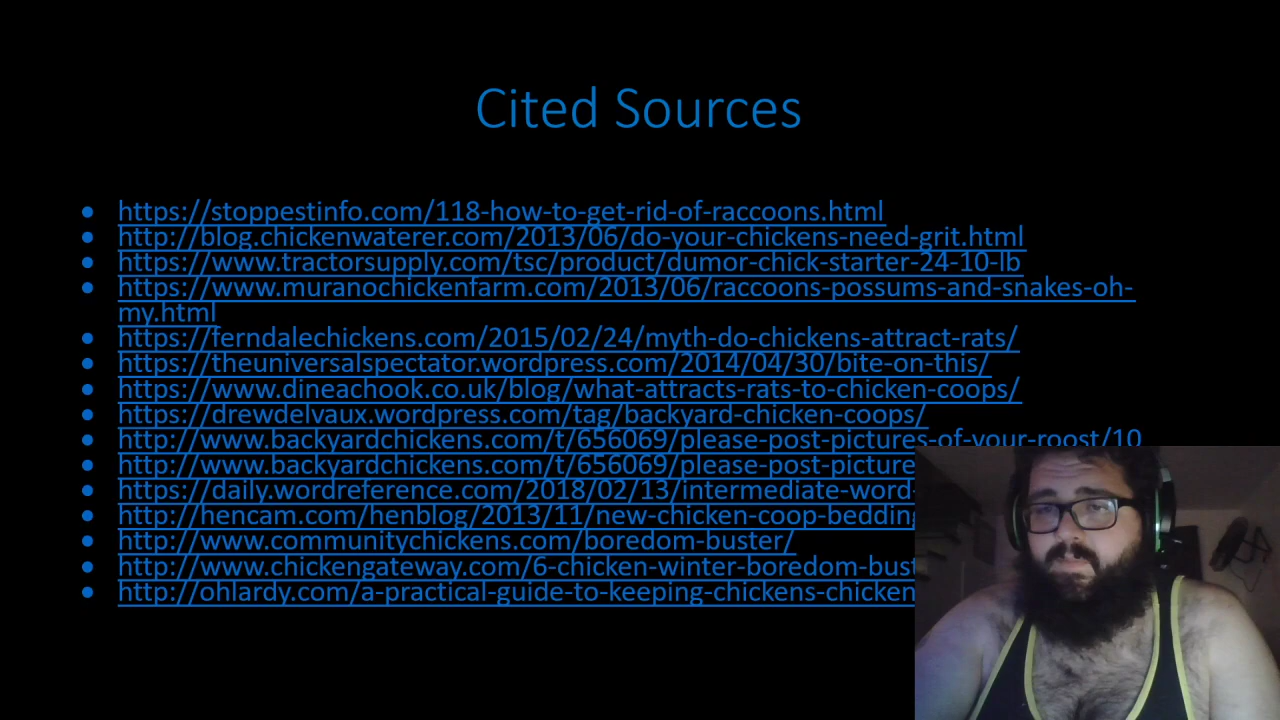 Cited Sources
https://stoppestinfo.com/118-how-to-get-rid-of-raccoons.html
http://blog.chickenwaterer.com/2013/06/do-your-chickens-need-grit.html
https://www.tractorsupply.com/tsc/product/dumor-chick-starter-24-10-lb
https://www.muranochickenfarm.com/2013/06/raccoons-possums-and-snakes-oh-
my.html
https://ferndalechickens.com/2015/02/24/myth-do-chickens-attract-rats/
https://theuniversalspectator.wordpress.com/2014/04/30/bite-on-this/
https://www.dineachook.co.uk/blog/what-attracts-rats-to-chicken-coops/
https://drewdelvaux.wordpress.com/tag/backyard-chicken-coops/
http://www.backyardchickens.com/t/656069/please-post-pictures-of-your-roost/10
http://www.backyardchickens.com/t/656069/please-post-picture
https://daily.wordreference.com/2018/02/13/intermediate-word-
http://hencam.com/henblog/2013/11/new-chicken-coop-bedding
http://www.communitychickens.com/boredom-buster/
http://www.chickengateway.com/6-chicken-winter-boredom-bust
http://ohlardy.com/a-practical-guide-to-keeping-chickens-chicken